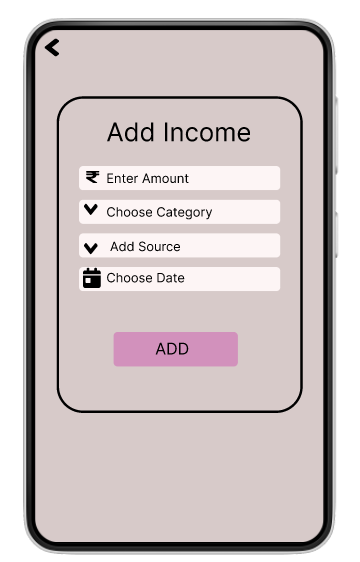 Add Income
₹ Enter Amount
Choose Category
Add Source
Choose Date
ADD